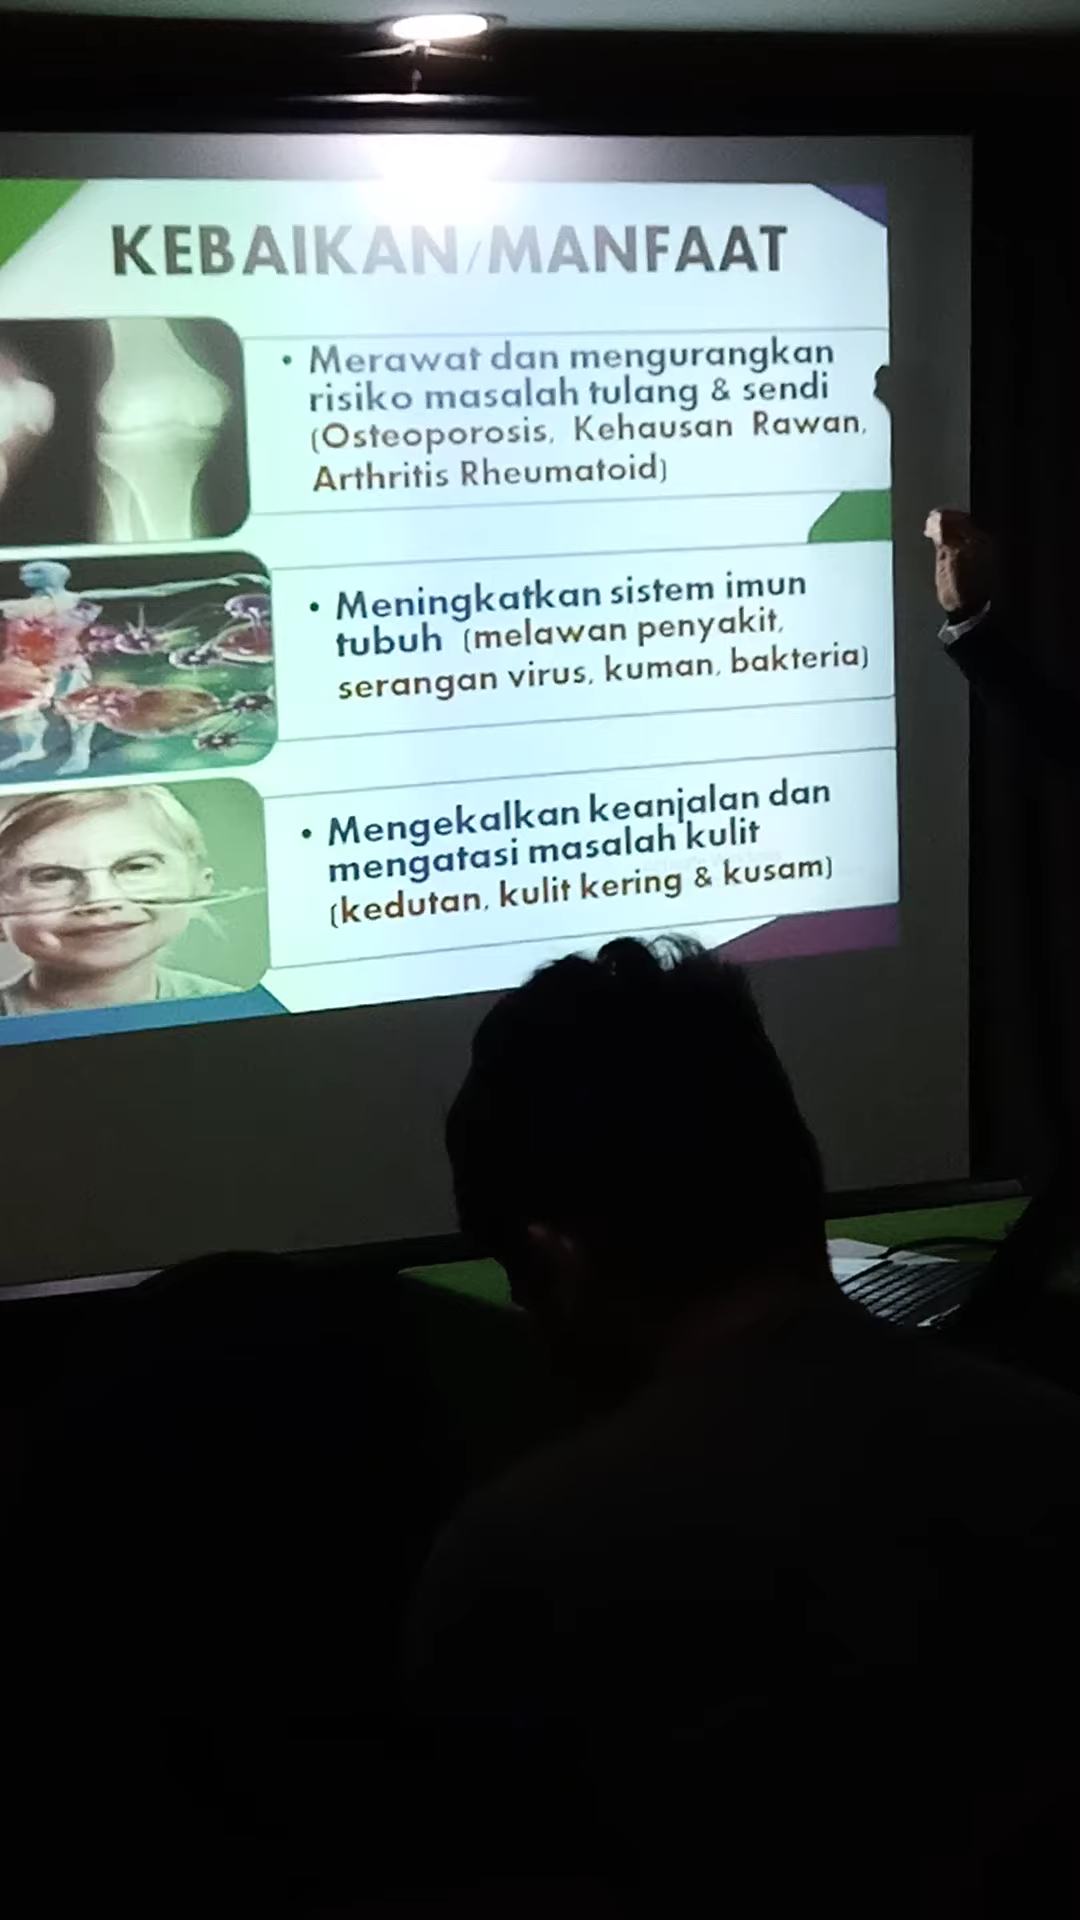 KEBAIKAN/MANFAAT
• Merawat dan mengurangkan
risiko masalah tulang & sendi
(Osteoporosis, Kehausan Rawan,
Arthritis Rheumatoid)
• Meningkatkan sistem imun
tubuh (melawan penyakit,
serangan virus, kuman, bakteria)
• Mengekalkan keanjalan dan
mengatasi masalah kulit
(kedutan, kulit kering & kusam)